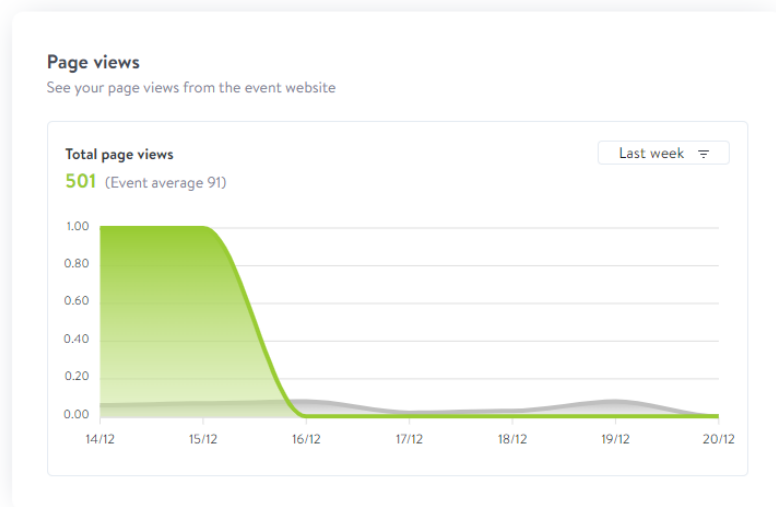 Page views
See your page views from the event website
Total page views
Last week
501 (Event average 91)
1.00
0.80
0.60
0.40
0.20
0.00
14/12 15/12 16/12 17/12 18/12 19/12 20/12